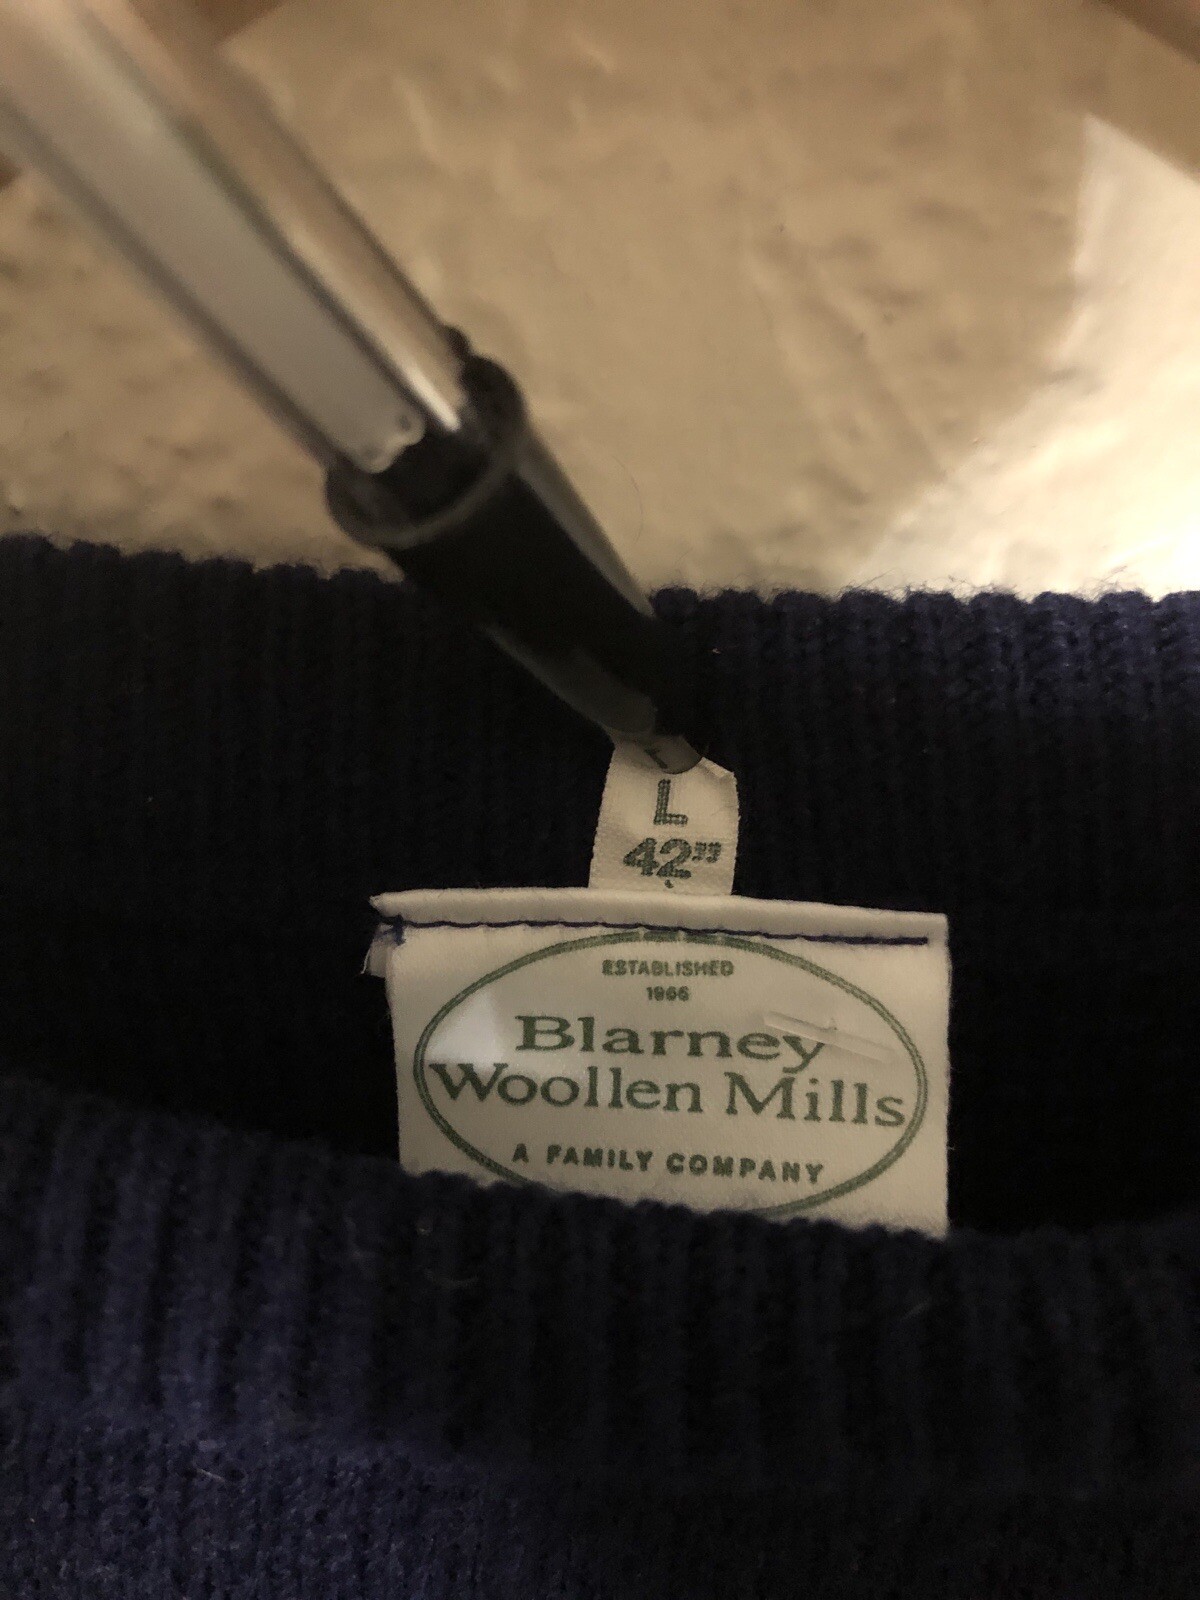 L
42”
ESTABLISHED
1966
Blarney
Woollen Mills
A FAMILY COMPANY